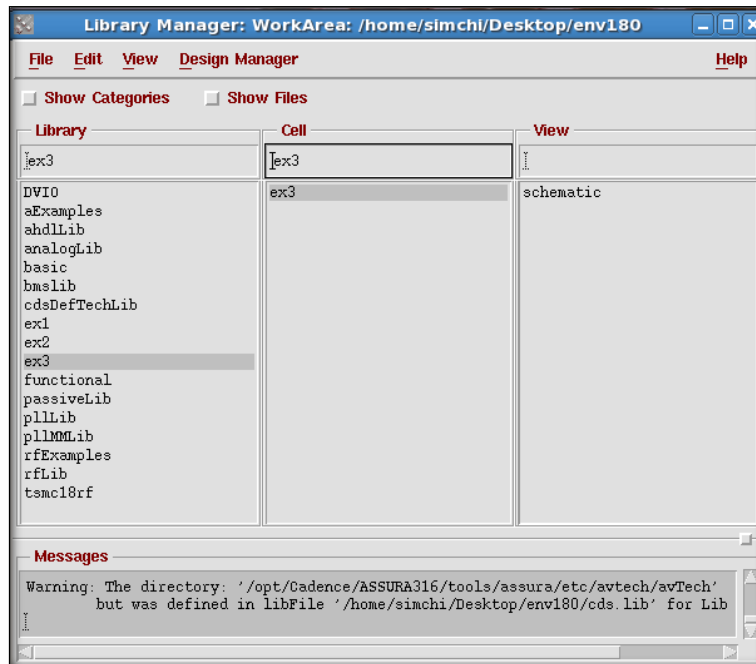 Library Manager: WorkArea: /home/simchi/Desktop/env180
File Edit View Design Manager Help
Show Categories Show Files
Library Cell View
ex3 ex3
DVIO ex3 schematic
aExamples
ahdlLib
analogLib
basic
bmslib
cdsDefTechLib
ex1
ex2
ex3
functional
passiveLib
pllLib
pllMMLib
rfExamples
rfLib
tsmc18rf
Messages
Warning: The directory: '/opt/Cadence/ASSURA316/tools/assura/etc/avtech/avTech'
but was defined in libFile '/home/simchi/Desktop/env180/cds.lib' for Lib